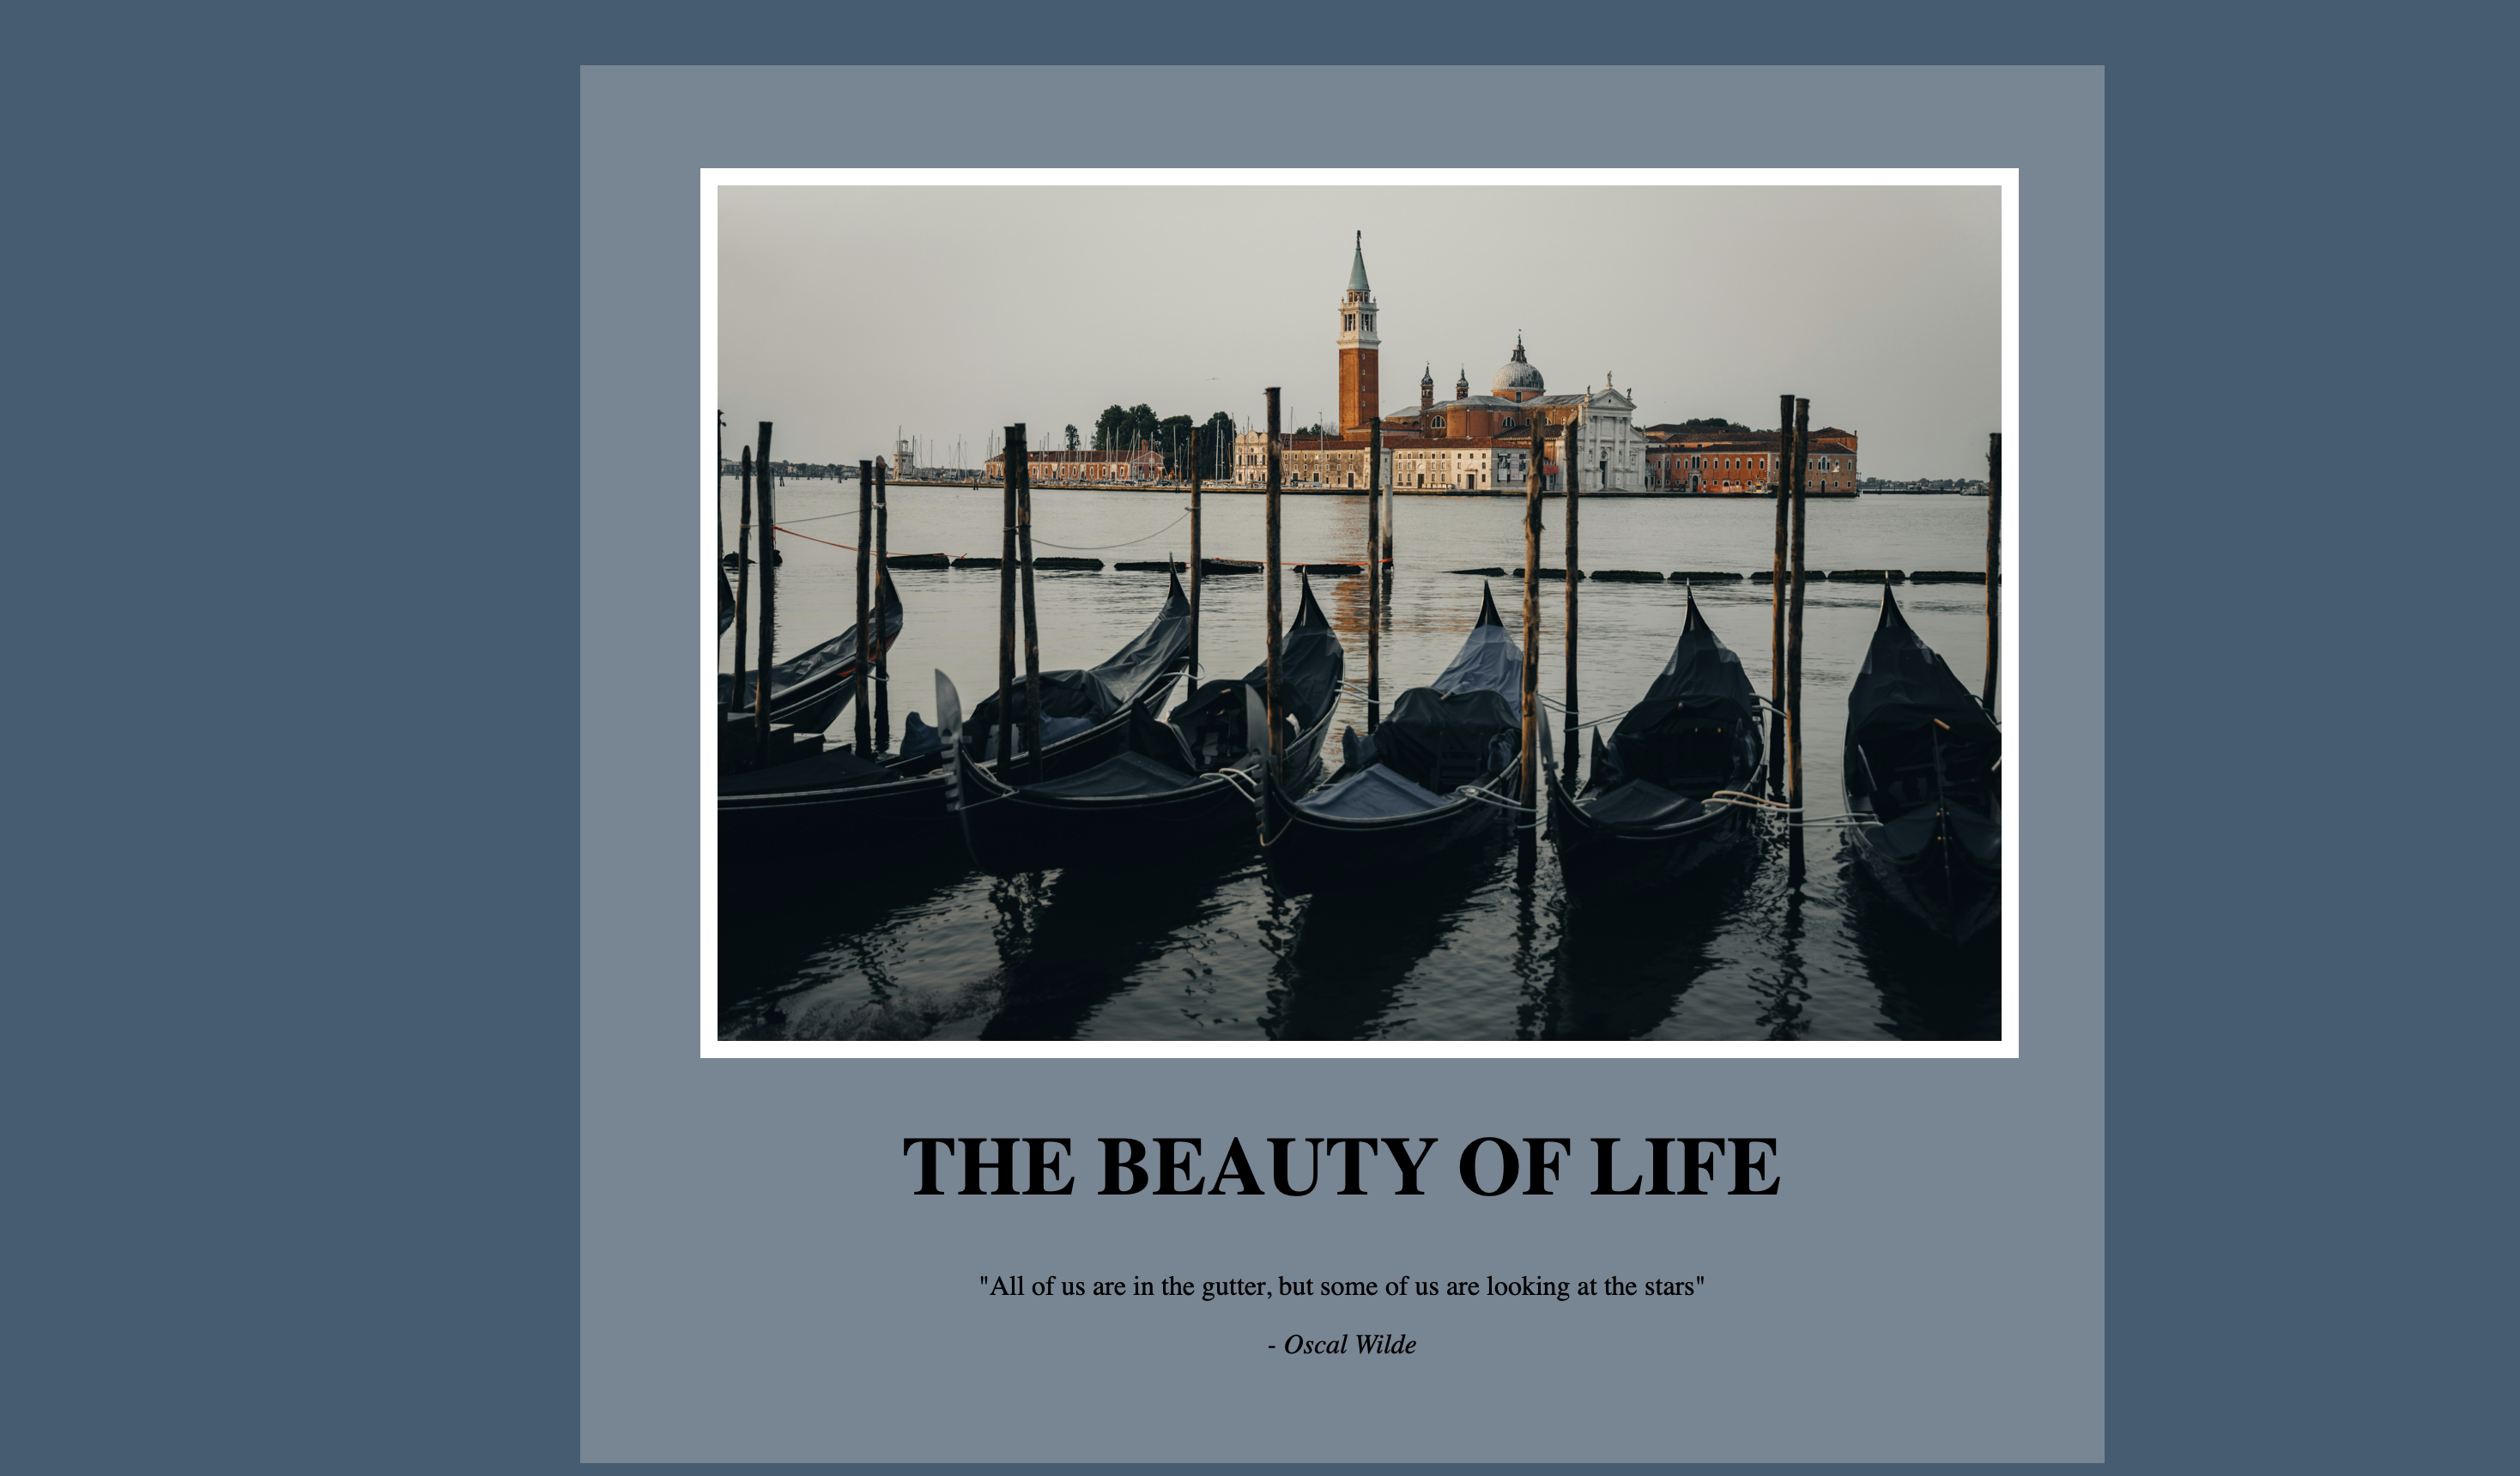 THE BEAUTY OF LIFE
"All of us are in the gutter, but some of us are looking at the stars"
- Oscal Wilde